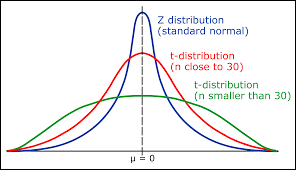 Z distribution
(standard normal)
t-distribution
(n close to 30)
t-distribution
(n smaller than 30)
μ = 0